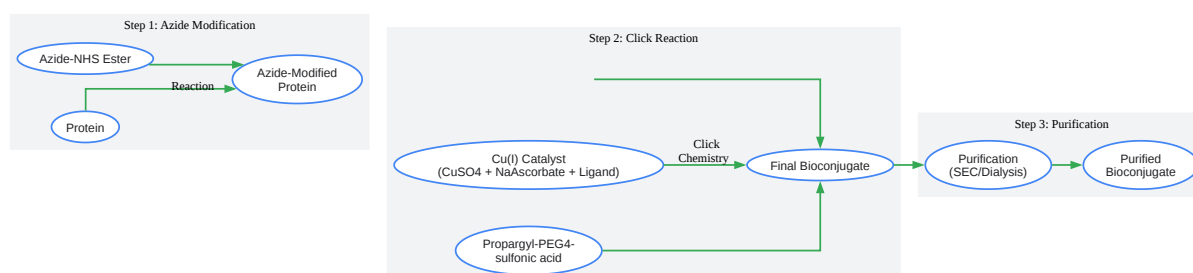 Step 1: Azide Modification
Azide-NHS Ester
Azide-Modified
Protein
Reaction
Protein
Step 2: Click Reaction
Cu(I) Catalyst
(CuSO4 + NaAscorbate + Ligand)
Click
Chemistry
Final Bioconjugate
Propargyl-PEG4-
sulfonic acid
Step 3: Purification
Purification
(SEC/Dialysis)
Purified
Bioconjugate